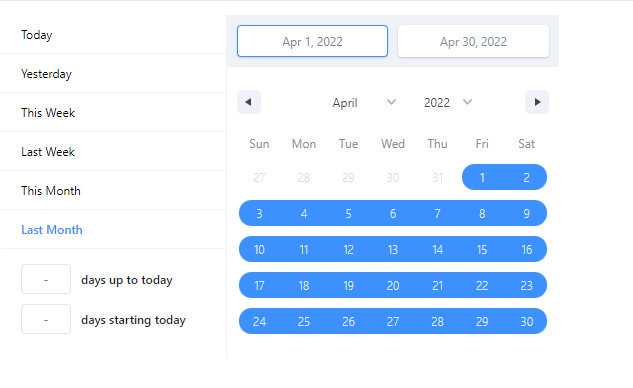 Today
Yesterday
This Week
Last Week
This Month
Last Month
- days up to today
- days starting today
Apr 1, 2022 Apr 30, 2022
April 2022
Sun Mon Tue Wed Thu Fri Sat
27 28 29 30 31 1 2
3 4 5 6 7 8 9
10 11 12 13 14 15 16
17 18 19 20 21 22 23
24 25 26 27 28 29 30